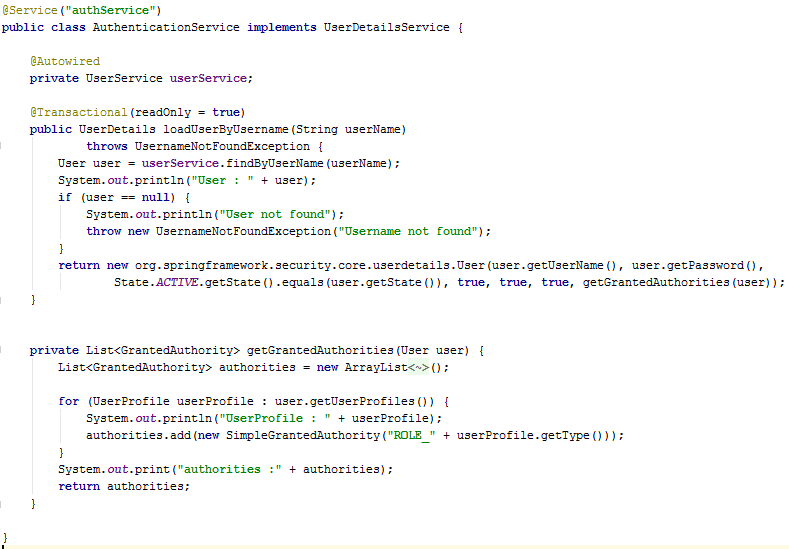 @Service("authService")
public class AuthenticationService implements UserDetailsService {
@Autowired
private UserService userService;
@Transactional(readOnly = true)
public UserDetails loadUserByUsername(String userName)
throws UsernameNotFoundException {
User user = userService.findByUserName(userName);
System.out.println("User : " + user);
if (user == null) {
System.out.println("User not found");
throw new UsernameNotFoundException("Username not found");
}
return new org.springframework.security.core.userdetails.User(user.getUserName(), user.getPassword(),
State.ACTIVE.getState().equals(user.getState()), true, true, true, getGrantedAuthorities(user));
}
private List<GrantedAuthority> getGrantedAuthorities(User user) {
List<GrantedAuthority> authorities = new ArrayList<~>();
for (UserProfile userProfile : user.getUserProfiles()) {
System.out.println("UserProfile : " + userProfile);
authorities.add(new SimpleGrantedAuthority("ROLE_" + userProfile.getType()));
}
System.out.print("authorities :" + authorities);
return authorities;
}
}